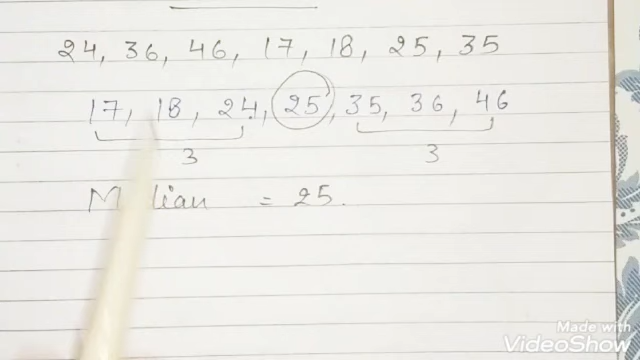 24, 36, 46, 17, 18, 25, 35
17, 18, 24, 25, 35, 36, 46
3 3
= 25.
Made with
VideoShow